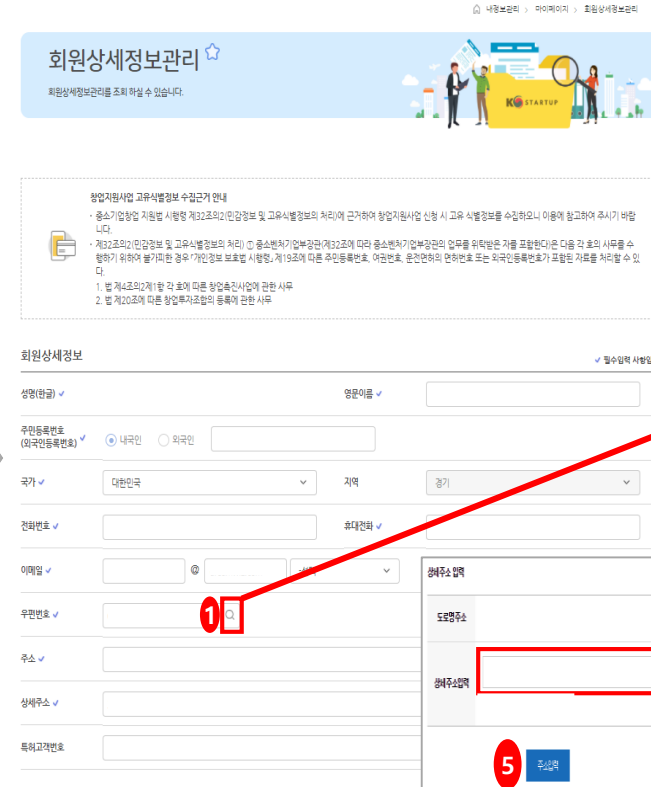 내정보관리 > 마이페이지 > 회원상세정보관리
회원상세정보관리
회원상세정보관리를 조회 하실 수 있습니다.
K STARTUP
창업지원사업 고유식별정보 수집근거 안내
· 중소기업창업 지원법 시행령 제32조의2(민감정보 및 고유식별정보의 처리)에 근거하여 창업지원사업 신청 시 고유 식별정보를 수집하오니 이용에 참고하여 주시기 바랍
니다.
· 제32조의2(민감정보 및 고유식별정보의 처리) ① 중소벤처기업부장관(제32조에 따라 중소벤처기업부장관의 업무를 위탁받은 자를 포함한다)은 다음 각 호의 사무를 수
행하기 위하여 불가피한 경우 「개인정보 보호법 시행령」 제19조에 따른 주민등록번호, 여권번호, 운전면허의 면허번호 또는 외국인등록번호가 포함된 자료를 처리할 수 있
다.
1. 법 제4조의2제1항 각 호에 따른 창업촉진사업에 관한 사무
2. 법 제20조에 따른 창업투자조합의 등록에 관한 사무
회원상세정보
✓ 필수입력 사항입
성명(한글) ✓ 영문이름 ✓
주민등록번호
(외국인등록번호) ✓ 내국인 외국인
국가 ✓ 대한민국 지역 경기
전화번호 ✓ 휴대전화 ✓
이메일 ✓ @
상세주소 입력
우편번호 ✓ 1
도로명주소
주소 ✓
상세주소입력
상세주소 ✓
특허고객번호
5 주소입력